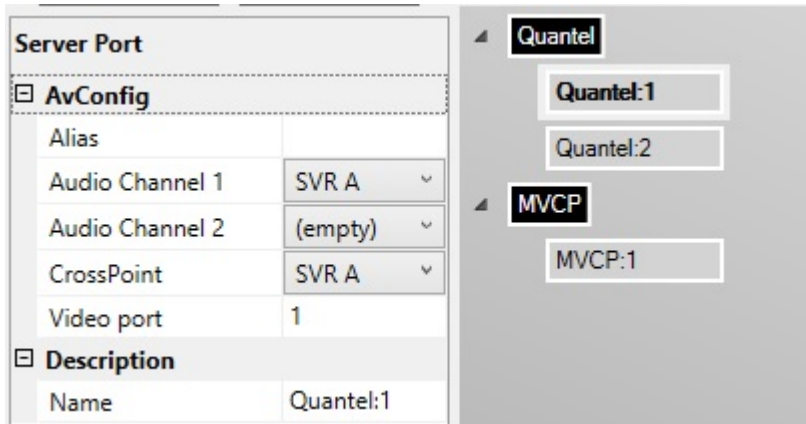 Server Port
AvConfig
Alias
Audio Channel 1 SVR A
Audio Channel 2 (empty)
CrossPoint SVR A
Video port 1
Description
Name Quantel:1
Quantel
Quantel:1
Quantel:2
MVCP
MVCP:1